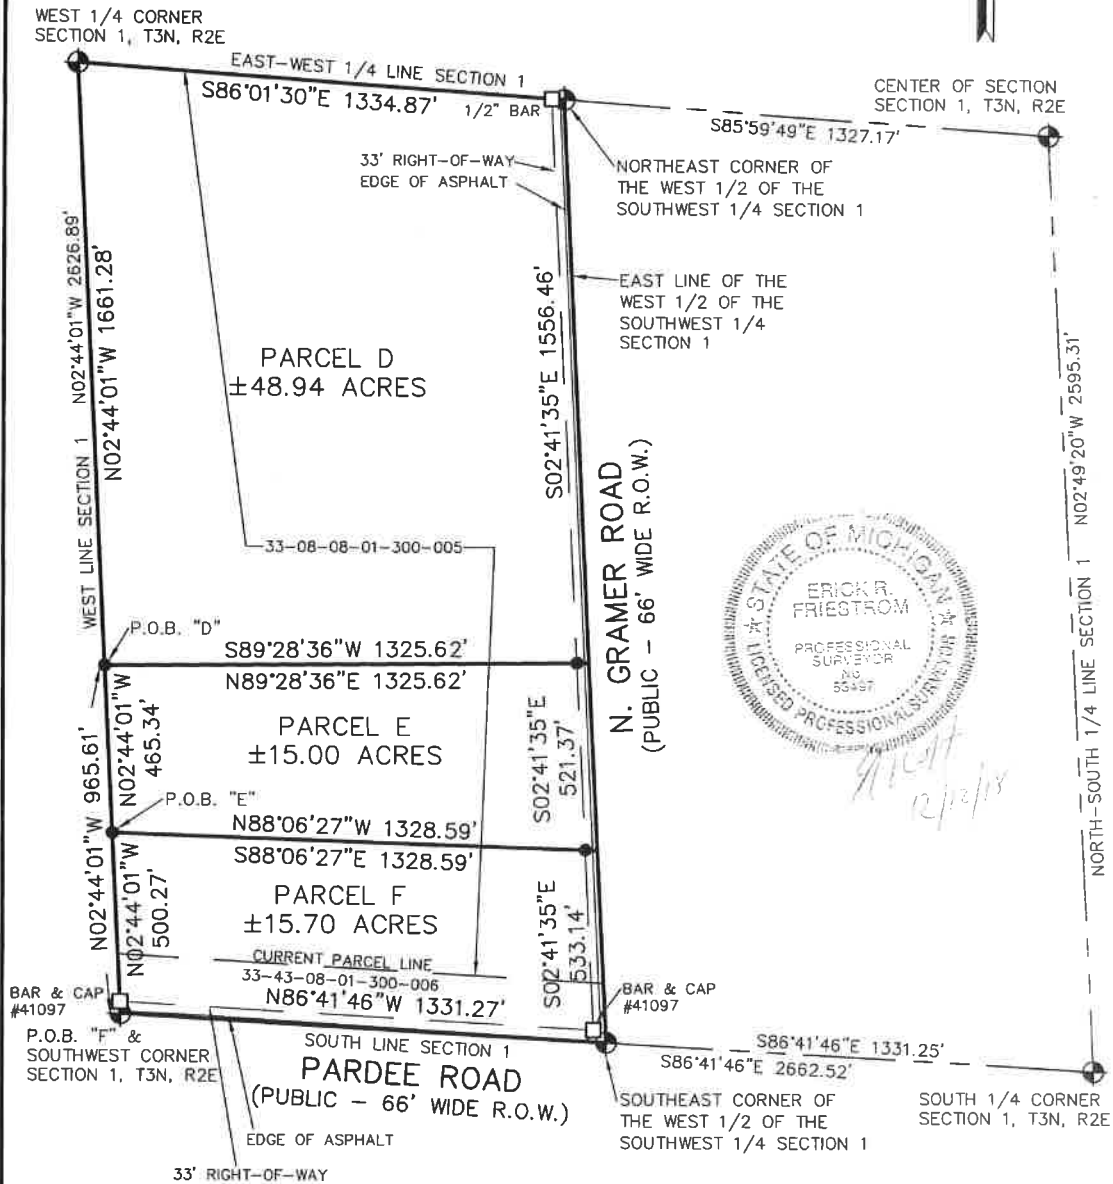 WEST 1/4 CORNER
SECTION 1, T3N, R2E
EAST-WEST 1/4 LINE SECTION 1
S86°01'30"E 1334.87'
1/2" BAR
CENTER OF SECTION
SECTION 1, T3N, R2E
S85°59'49"E 1327.17'
33' RIGHT-OF-WAY
EDGE OF ASPHALT
NORTHEAST CORNER OF
THE WEST 1/2 OF THE
SOUTHWEST 1/4 SECTION 1
EAST LINE OF THE
WEST 1/2 OF THE
SOUTHWEST 1/4
SECTION 1
WEST LINE SECTION 1 N02°44'01"W 2626.89'
N02°44'01"W 1661.28'
PARCEL D
±48.94 ACRES
S02°41'35"E 1556.46'
N. GRAMER ROAD
(PUBLIC - 66' WIDE R.O.W.)
NORTH-SOUTH 1/4 LINE SECTION 1 N02°49'20"W 2595.31'
STATE OF MICHIGAN
ERICK R.
FRIESTROM
PROFESSIONAL
SURVEYOR
NO.
53497
LICENSED PROFESSIONAL SURVEYOR
12/12/18
33-08-08-01-300-005
P.O.B. "D"
S89°28'36"W 1325.62'
N89°28'36"E 1325.62'
N02°44'01"W 965.61'
N02°44'01"W
465.34'
PARCEL E
±15.00 ACRES
S02°41'35"E
521.37'
P.O.B. "E"
N88°06'27"W 1328.59'
S88°06'27"E 1328.59'
N02°44'01"W
500.27'
PARCEL F
±15.70 ACRES
S02°41'35"E
533.14'
CURRENT PARCEL LINE
33-43-08-01-300-006
N86°41'46"W 1331.27'
BAR & CAP
#41097
BAR & CAP
#41097
P.O.B. "F" &
SOUTHWEST CORNER
SECTION 1, T3N, R2E
SOUTH LINE SECTION 1
PARDEE ROAD
(PUBLIC - 66' WIDE R.O.W.)
S86°41'46"E 1331.25'
S86°41'46"E 2662.52'
SOUTHEAST CORNER OF
THE WEST 1/2 OF THE
SOUTHWEST 1/4 SECTION 1
SOUTH 1/4 CORNER
SECTION 1, T3N, R2E
EDGE OF ASPHALT
33' RIGHT-OF-WAY